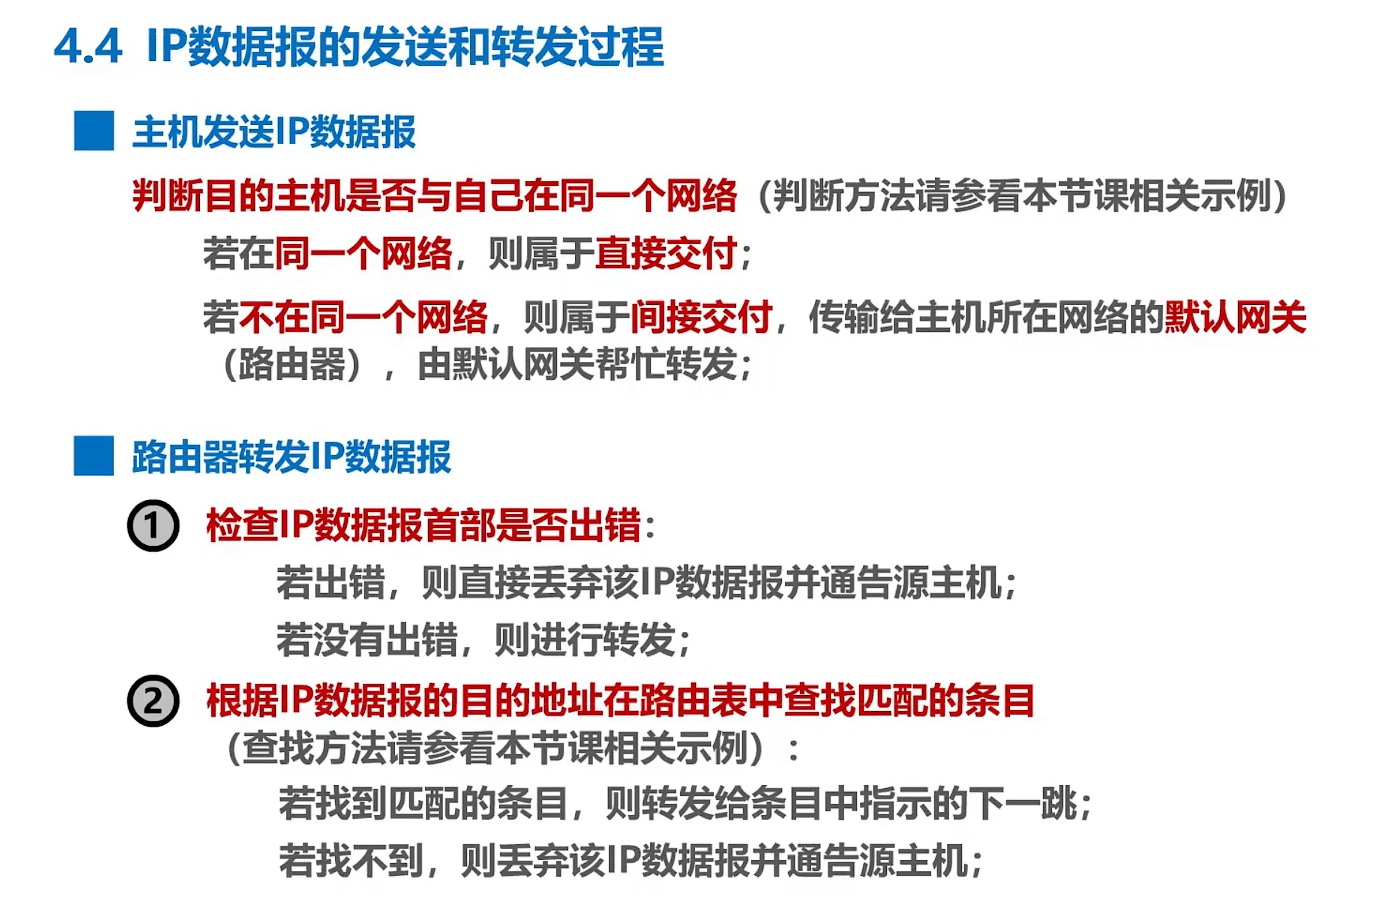 4.4 IP数据报的发送和转发过程
主机发送IP数据报
判断目的主机是否与自己在同一个网络（判断方法请参看本节课相关示例）
若在同一个网络，则属于直接交付；
若不在同一个网络，则属于间接交付，传输给主机所在网络的默认网关
（路由器），由默认网关帮忙转发；
路由器转发IP数据报
① 检查IP数据报首部是否出错：
若出错，则直接丢弃该IP数据报并通告源主机；
若没有出错，则进行转发；
② 根据IP数据报的目的地址在路由表中查找匹配的条目
（查找方法请参看本节课相关示例）：
若找到匹配的条目，则转发给条目中指示的下一跳；
若找不到，则丢弃该IP数据报并通告源主机；